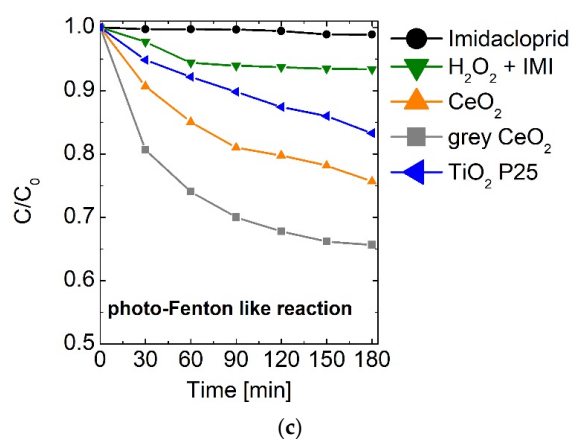 1.0
0.9
0.8
0.7
0.6
0.5
C/C₀
0 30 60 90 120 150 180
Time [min]
photo-Fenton like reaction
Imidacloprid
H₂O₂ + IMI
CeO₂
grey CeO₂
TiO₂ P25
(c)